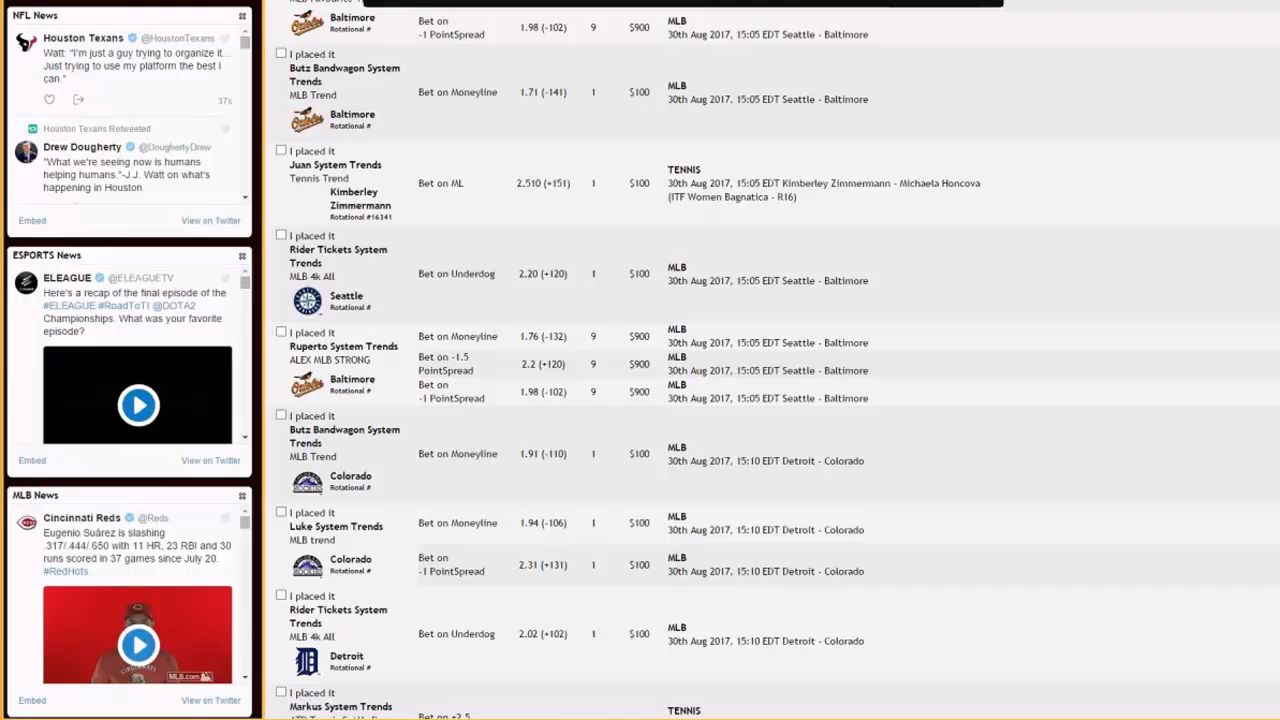 NFL News
Houston Texans @HoustonTexans
Watt: "I'm just a guy trying to organize it...
Just trying to use my platform the best I
can."
37s
Houston Texans Retweeted
Drew Dougherty @DoughertyDrew
"What we're seeing now is humans
helping humans."-J.J. Watt on what's
happening in Houston.
Embed View on Twitter
ESPORTS News
ELEAGUE @ELEAGUETV
Here's a recap of the final episode of the
#ELEAGUE #RoadToTI @DOTA2
Championships. What was your favorite
episode?
Embed View on Twitter
MLB News
Cincinnati Reds @Reds
Eugenio Suárez is slashing
.317/.444/.650 with 11 HR, 23 RBI and 30
runs scored in 37 games since July 20.
#RedHots
CINCINNATI
MLB.com
Embed View on Twitter
Baltimore
Rotational #
Bet on
-1 PointSpread
1.98 (-102) 9 $900
MLB
30th Aug 2017, 15:05 EDT Seattle - Baltimore
I placed it
Butz Bandwagon System
Trends
MLB Trend
Baltimore
Rotational #
Bet on Moneyline 1.71 (-141) 1 $100
MLB
30th Aug 2017, 15:05 EDT Seattle - Baltimore
I placed it
Juan System Trends
Tennis Trend
Kimberley
Zimmermann
Rotational #16341
Bet on ML 2.510 (+151) 1 $100
TENNIS
30th Aug 2017, 15:05 EDT Kimberley Zimmermann - Michaela Honcova
(ITF Women Bagnatica - R16)
I placed it
Rider Tickets System
Trends
MLB 4k All
Seattle
Rotational #
Bet on Underdog 2.20 (+120) 1 $100
MLB
30th Aug 2017, 15:05 EDT Seattle - Baltimore
I placed it
Ruperto System Trends
ALEX MLB STRONG
Baltimore
Rotational #
Bet on Moneyline 1.76 (-132) 9 $900
MLB
30th Aug 2017, 15:05 EDT Seattle - Baltimore
Bet on -1.5
PointSpread
2.2 (+120) 9 $900
MLB
30th Aug 2017, 15:05 EDT Seattle - Baltimore
Bet on
-1 PointSpread
1.98 (-102) 9 $900
MLB
30th Aug 2017, 15:05 EDT Seattle - Baltimore
I placed it
Butz Bandwagon System
Trends
MLB Trend
Colorado
Rotational #
Bet on Moneyline 1.91 (-110) 1 $100
MLB
30th Aug 2017, 15:10 EDT Detroit - Colorado
I placed it
Luke System Trends
MLB trend
Colorado
Rotational #
Bet on Moneyline 1.94 (-106) 1 $100
MLB
30th Aug 2017, 15:10 EDT Detroit - Colorado
Bet on
-1 PointSpread
2.31 (+131) 1 $100
MLB
30th Aug 2017, 15:10 EDT Detroit - Colorado
I placed it
Rider Tickets System
Trends
MLB 4k All
Detroit
Rotational #
Bet on Underdog 2.02 (+102) 1 $100
MLB
30th Aug 2017, 15:10 EDT Detroit - Colorado
I placed it
Markus System Trends
Bet on +2.5
TENNIS